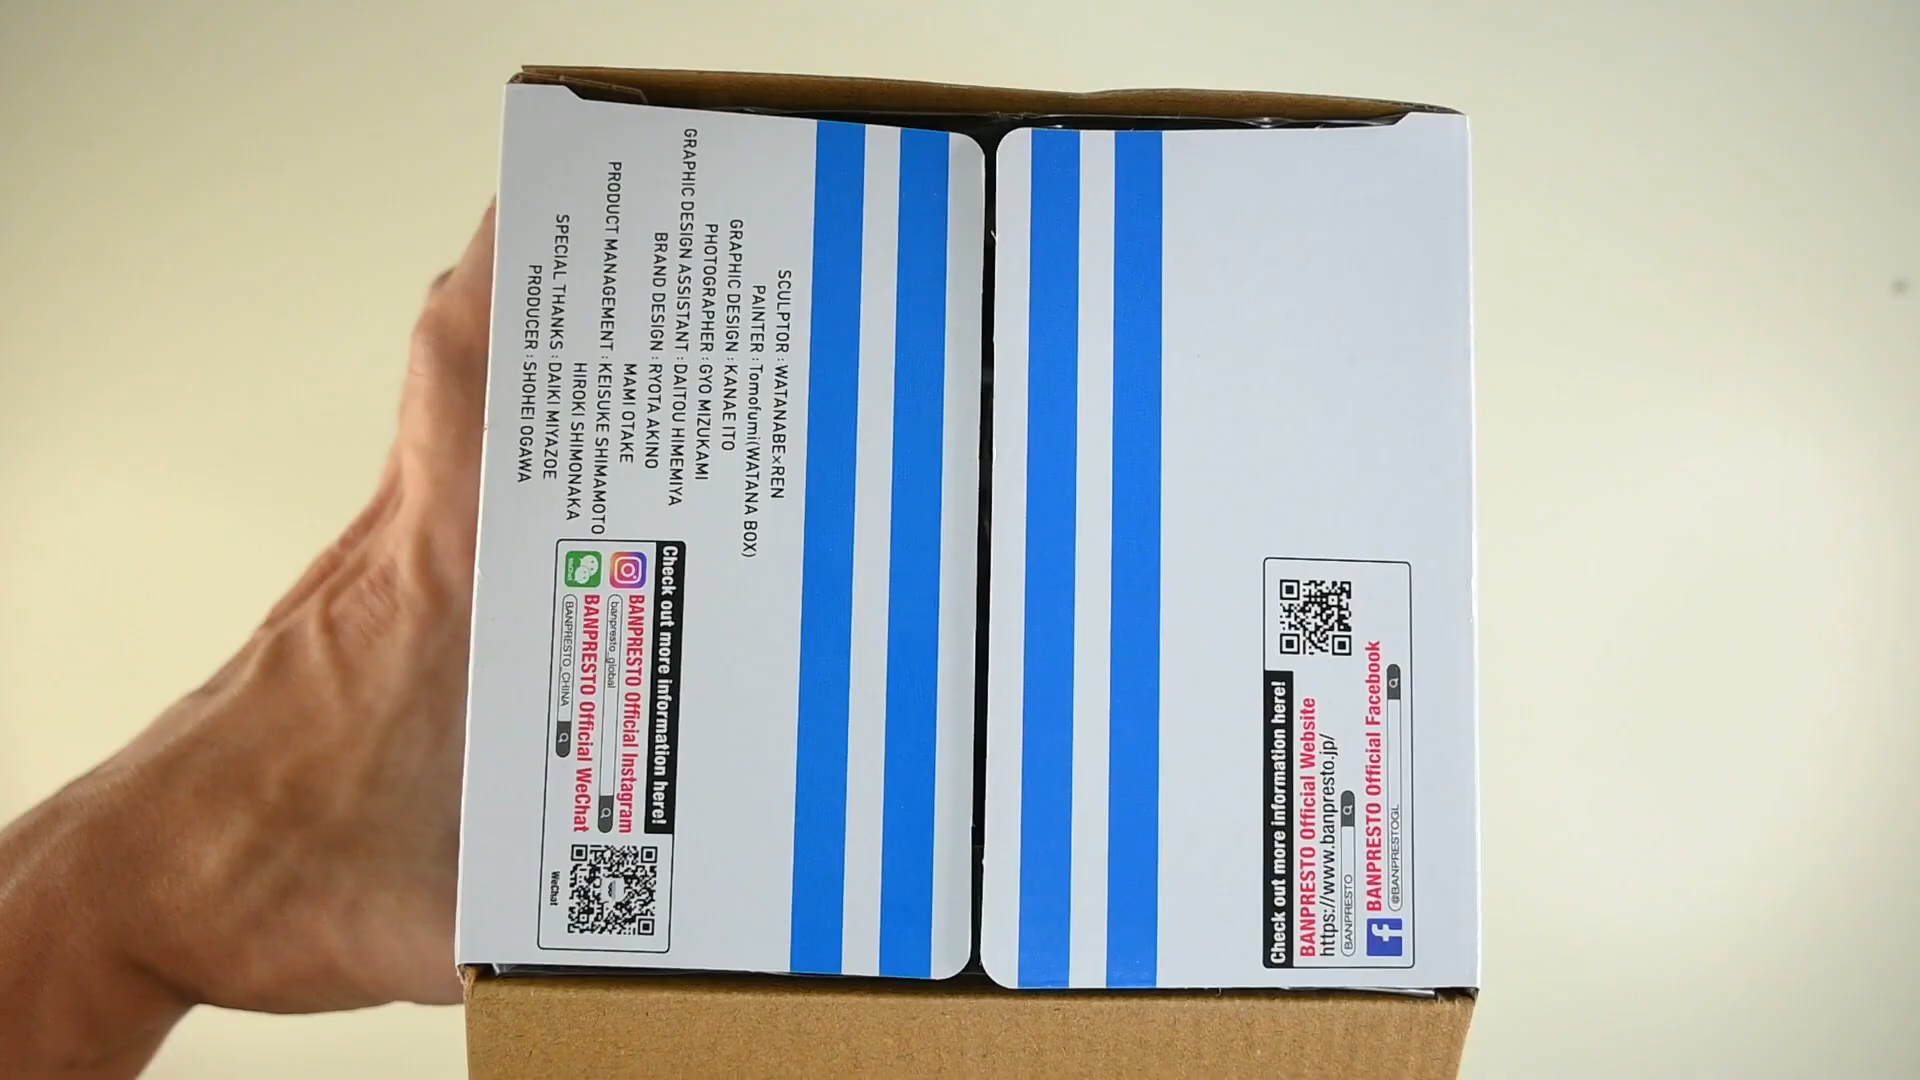 SCULPTOR : WATANABE×REN
PAINTER : Tomofumi(WATANA BOX)
GRAPHIC DESIGN : KANAE ITO
PHOTOGRAPHER : GYO MIZUKAMI
GRAPHIC DESIGN ASSISTANT : DAITOU HIMEMIYA
BRAND DESIGN : RYOTA AKINO
MAMI OTAKE
PRODUCT MANAGEMENT : KEISUKE SHIMAMOTO
HIROKI SHIMONAKA
SPECIAL THANKS : DAIKI MIYAZOE
PRODUCER : SHOHEI OGAWA
Check out more information here!
BANPRESTO Official Instagram
banpresto_global
BANPRESTO Official WeChat
BANPRESTO_CHINA
WeChat
WeChat
Check out more information here!
BANPRESTO Official Website
https://www.banpresto.jp/
BANPRESTO
BANPRESTO Official Facebook
@BANPRESTOGL